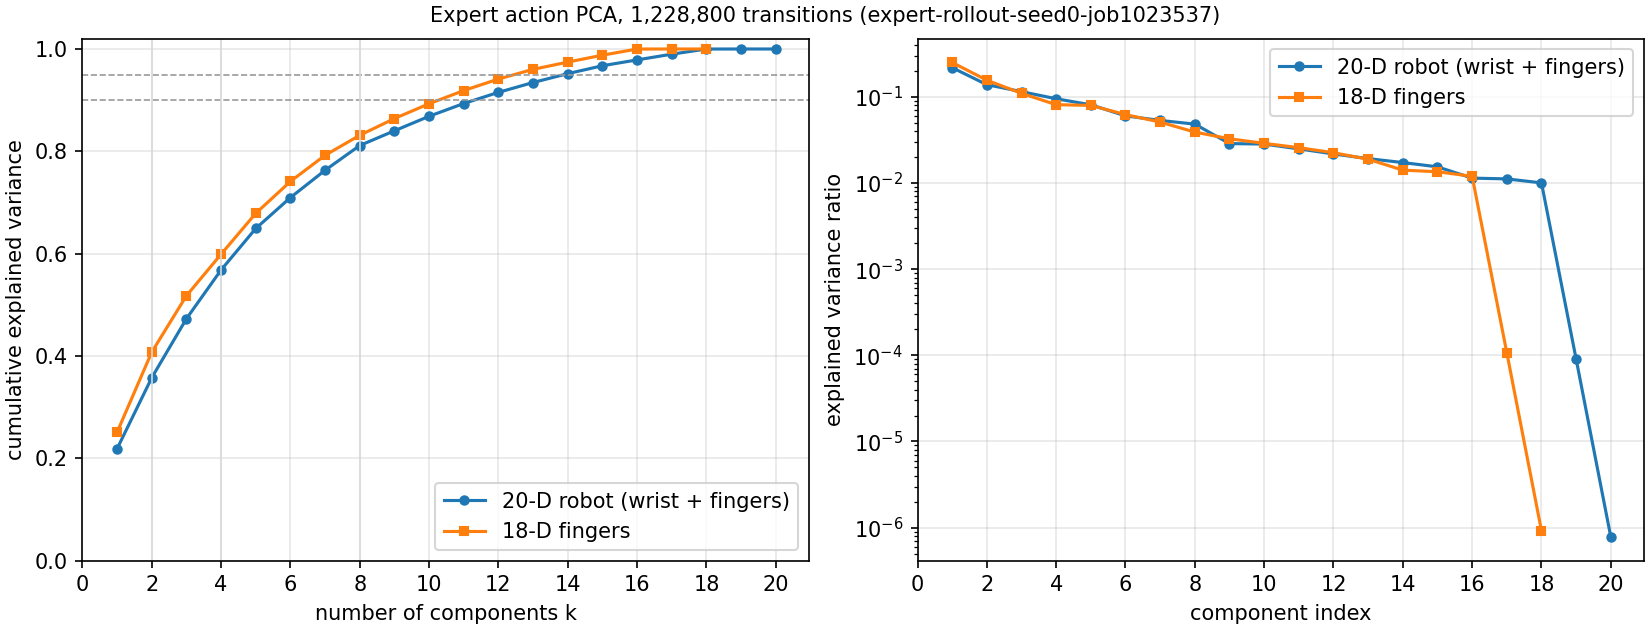 Expert action PCA, 1,228,800 transitions (expert-rollout-seed0-job1023537)
cumulative explained variance
1.0
0.8
0.6
0.4
0.2
0.0
0 2 4 6 8 10 12 14 16 18 20
number of components k
20-D robot (wrist + fingers)
18-D fingers
explained variance ratio
10⁻¹
10⁻²
10⁻³
10⁻⁴
10⁻⁵
10⁻⁶
0 2 4 6 8 10 12 14 16 18 20
component index
20-D robot (wrist + fingers)
18-D fingers